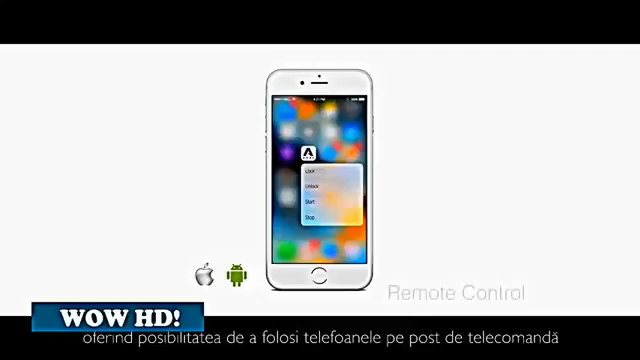 Lock
Unlock
Start
Stop
Remote Control
WOW HD!
oferind posibilitatea de a folosi telefoanele pe post de telecomandă